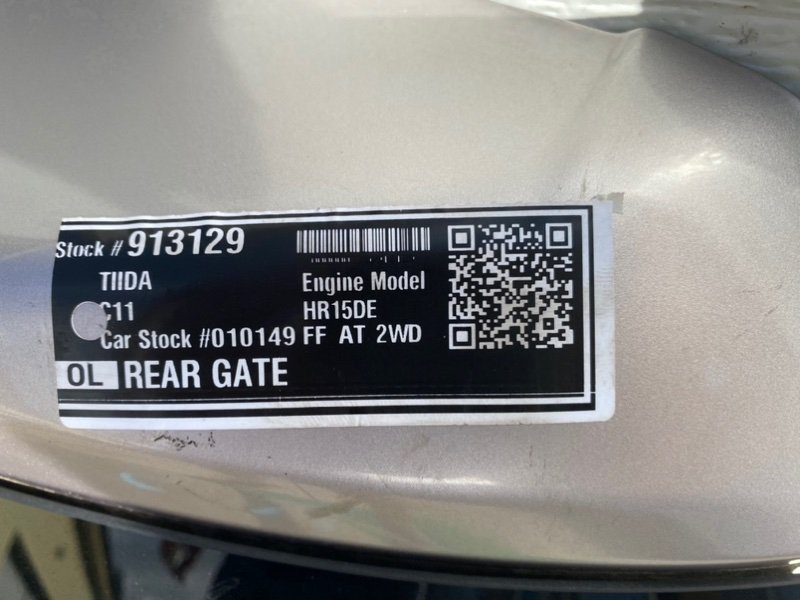 Stock # 913129
TIIDA
Engine Model
C11
HR15DE
Car Stock #010149 FF AT 2WD
OL REAR GATE